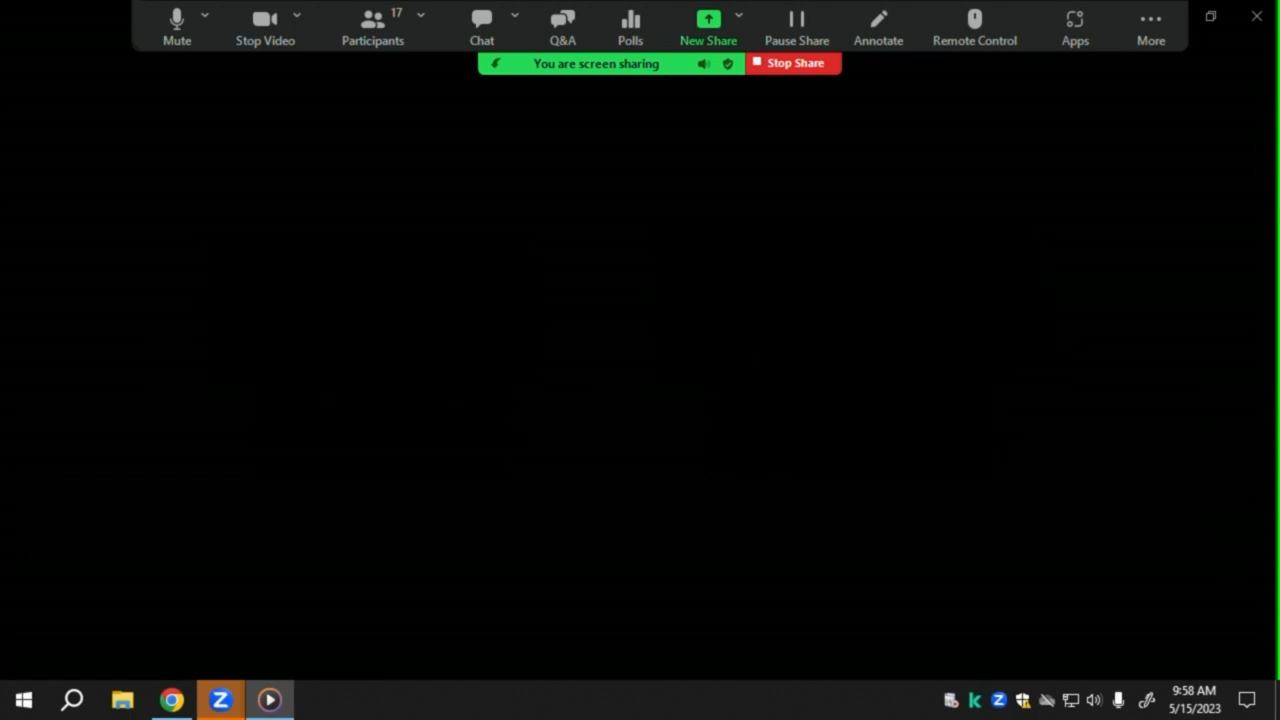 17
Mute Stop Video Participants Chat Q&A Polls New Share Pause Share Annotate Remote Control Apps More
You are screen sharing Stop Share
9:58 AM
5/15/2023